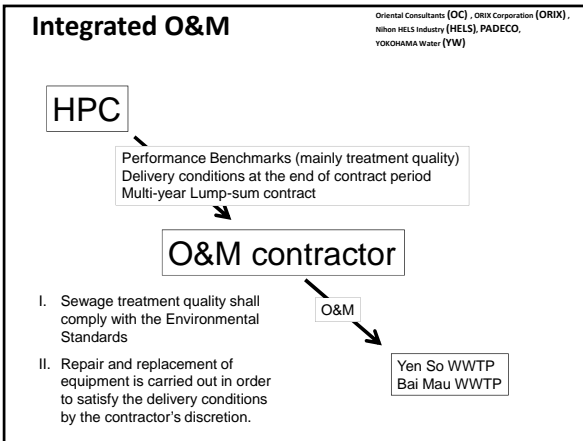 Integrated O&M
Oriental Consultants (OC) , ORIX Corporation (ORIX) ,
Nihon HELS Industry (HELS), PADECO,
YOKOHAMA Water (YW)
HPC
Performance Benchmarks (mainly treatment quality)
Delivery conditions at the end of contract period
Multi-year Lump-sum contract
O&M contractor
I. Sewage treatment quality shall
comply with the Environmental
Standards
II. Repair and replacement of
equipment is carried out in order
to satisfy the delivery conditions
by the contractor's discretion.
O&M
Yen So WWTP
Bai Mau WWTP